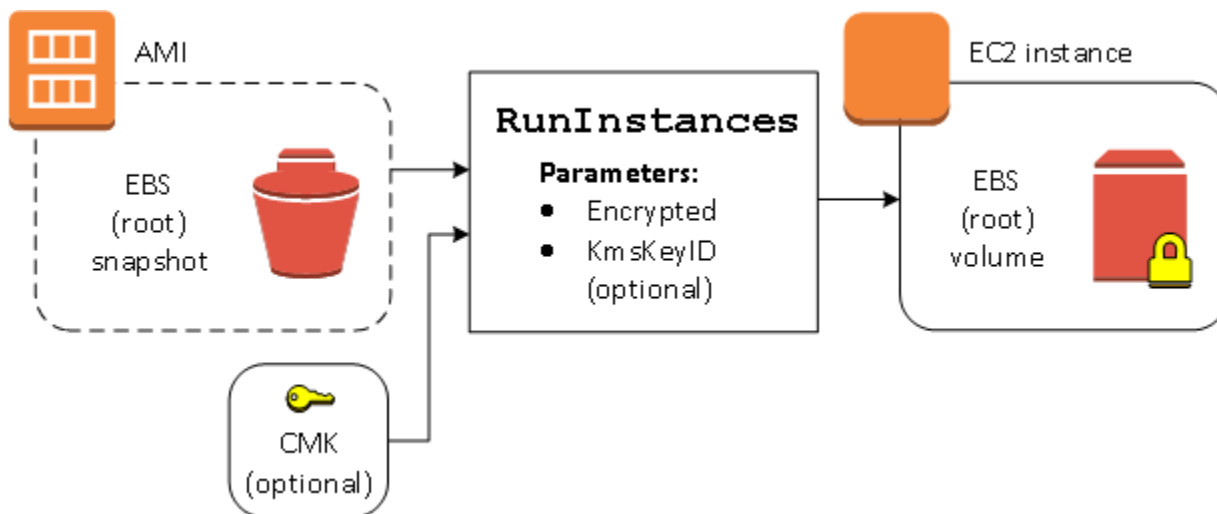 AMI
EBS
(root)
snapshot
CMK
(optional)
RunInstances
Parameters:
● Encrypted
● KmsKeyID
(optional)
EC2 instance
EBS
(root)
volume